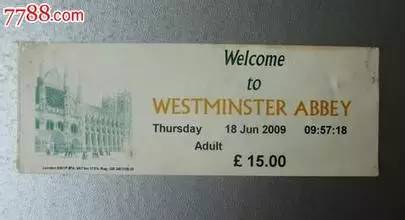 7788.com
Welcome
to
WESTMINSTER ABBEY
Thursday 18 Jun 2009 09:57:18
Adult
£ 15.00